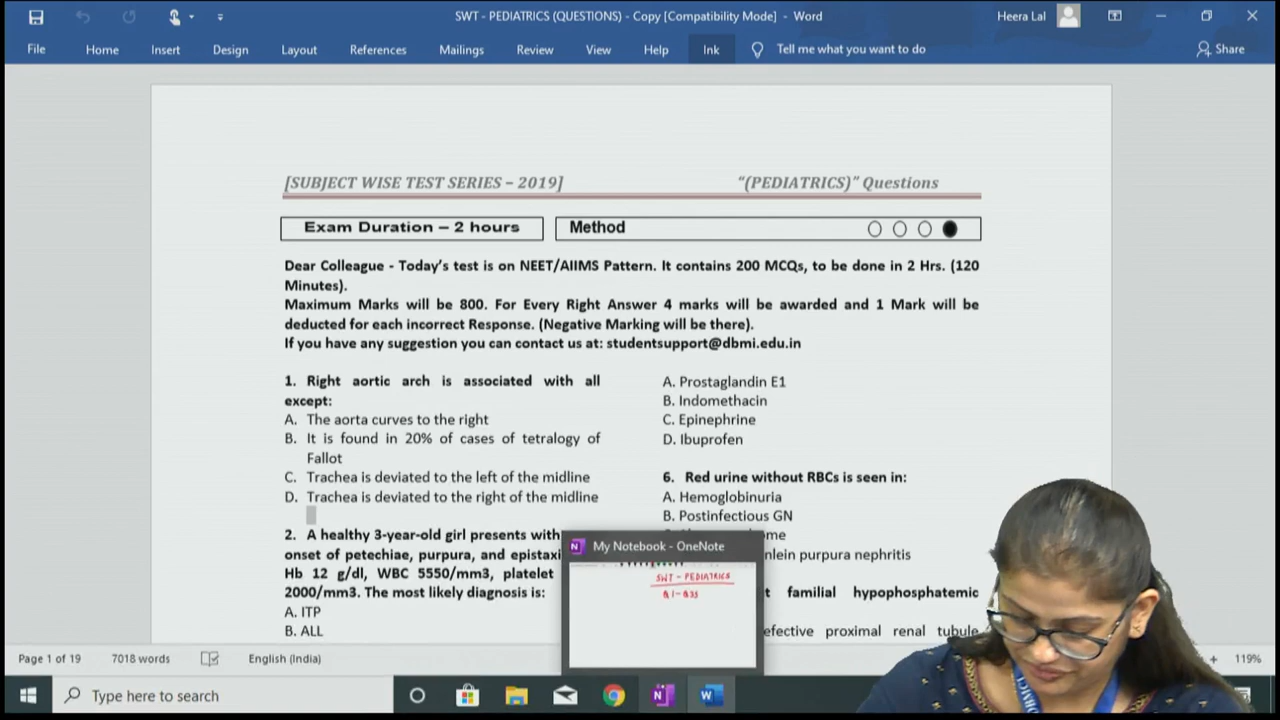 SWT - PEDIATRICS (QUESTIONS) - Copy [Compatibility Mode] - Word
Heera Lal
File Home Insert Design Layout References Mailings Review View Help Ink Tell me what you want to do Share
[SUBJECT WISE TEST SERIES – 2019] "(PEDIATRICS)" Questions
Exam Duration – 2 hours Method
Dear Colleague - Today's test is on NEET/AIIMS Pattern. It contains 200 MCQs, to be done in 2 Hrs. (120
Minutes).
Maximum Marks will be 800. For Every Right Answer 4 marks will be awarded and 1 Mark will be
deducted for each incorrect Response. (Negative Marking will be there).
If you have any suggestion you can contact us at: studentsupport@dbmi.edu.in
1. Right aortic arch is associated with all
except:
A. The aorta curves to the right
B. It is found in 20% of cases of tetralogy of
Fallot
C. Trachea is deviated to the left of the midline
D. Trachea is deviated to the right of the midline
2. A healthy 3-year-old girl presents with
onset of petechiae, purpura, and
Hb 12 g/dl, WBC 5550/mm3, platelet
2000/mm3. The most likely diagnosis is:
A. ITP
B. ALL
A. Prostaglandin E1
B. Indomethacin
C. Epinephrine
D. Ibuprofen
6. Red urine without RBCs is seen in:
A. Hemoglobinuria
B. Postinfectious GN
purpura nephritis
familial hypophosphatemic
proximal renal tubule
My Notebook - OneNote
SWT - PEDIATRICS
Q1 - Q35
Page 1 of 19 7018 words English (India) 119%
Type here to search